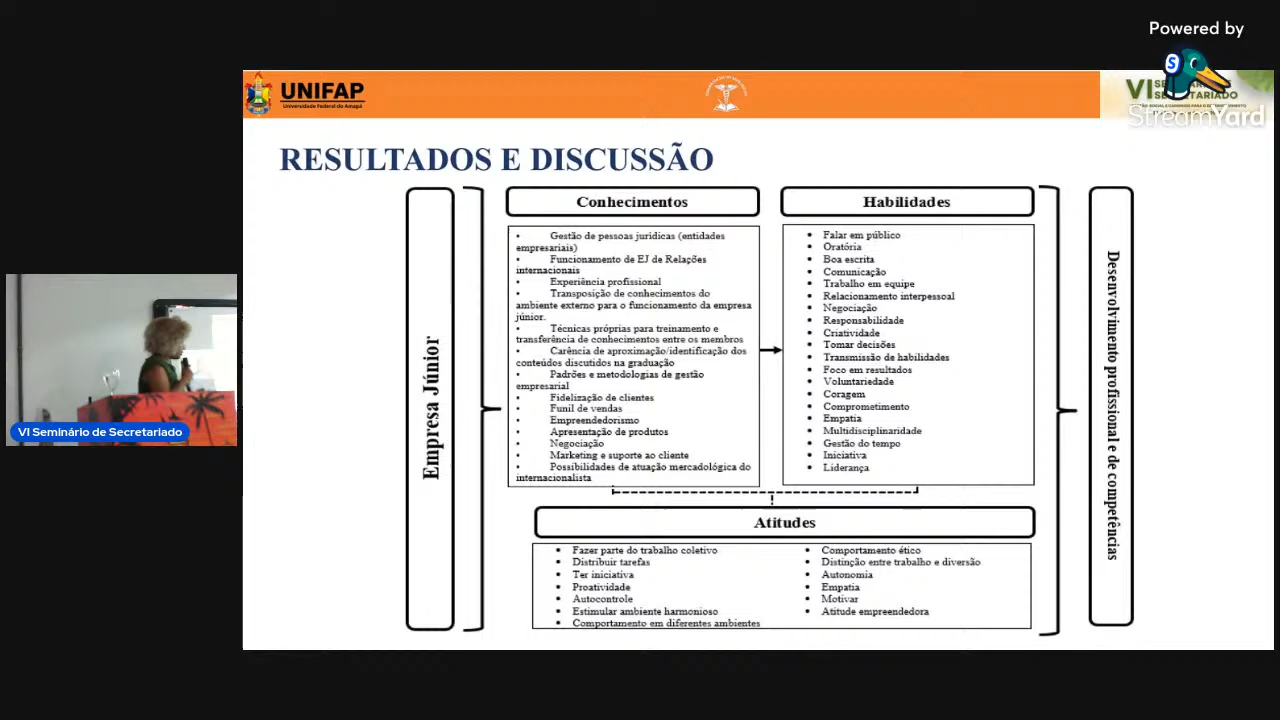 Powered by
StreamYard
UNIFAP
Universidade Federal do Amapá
VI
RESULTADOS E DISCUSSÃO
Empresa Júnior
Conhecimentos
• Gestão de pessoas jurídicas (entidades
empresariais)
• Funcionamento de EJ de Relações
internacionais
• Experiência profissional
• Transposição de conhecimentos do
ambiente externo para o funcionamento da empresa
júnior.
• Técnicas próprias para treinamento e
transferência de conhecimentos entre os membros
• Carência de aproximação/identificação dos
conteúdos discutidos na graduação
• Padrões e metodologias de gestão
empresarial
• Fidelização de clientes
• Funil de vendas
• Empreendedorismo
• Apresentação de produtos
• Negociação
• Marketing e suporte ao cliente
• Possibilidades de atuação mercadológica do
internacionalista
Habilidades
• Falar em público
• Oratória
• Boa escrita
• Comunicação
• Trabalho em equipe
• Relacionamento interpessoal
• Negociação
• Responsabilidade
• Criatividade
• Tomar decisões
• Transmissão de habilidades
• Foco em resultados
• Voluntariedade
• Coragem
• Comprometimento
• Empatia
• Multidisciplinaridade
• Gestão do tempo
• Iniciativa
• Liderança
Atitudes
• Fazer parte do trabalho coletivo
• Distribuir tarefas
• Ter iniciativa
• Proatividade
• Autocontrole
• Estimular ambiente harmonioso
• Comportamento em diferentes ambientes
• Comportamento ético
• Distinção entre trabalho e diversão
• Autonomia
• Empatia
• Motivar
• Atitude empreendedora
Desenvolvimento profissional e de competências
VI Seminário de Secretariado